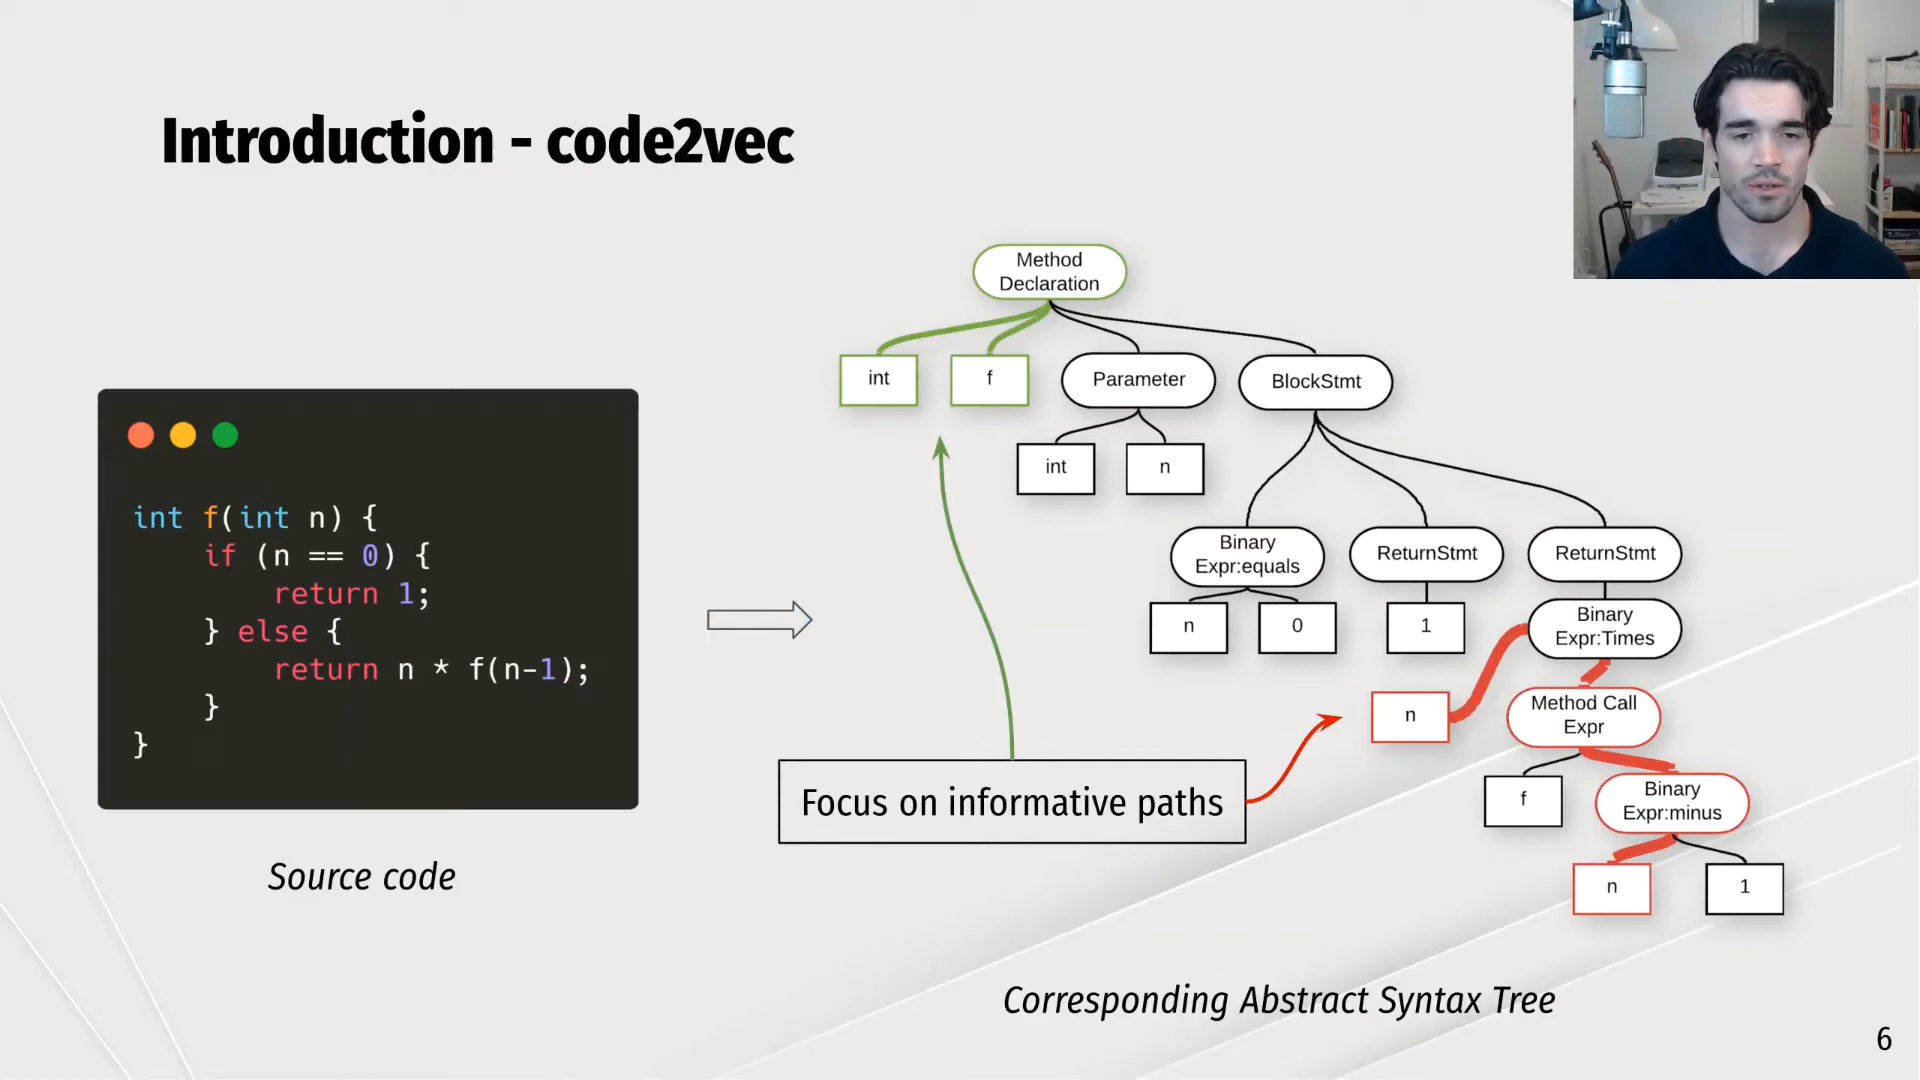 Introduction - code2vec
int f(int n) {
if (n == 0) {
return 1;
} else {
return n * f(n-1);
}
}
Source code
Method
Declaration
int
f
Parameter
BlockStmt
int
n
Binary
Expr:equals
ReturnStmt
ReturnStmt
n
0
1
Binary
Expr:Times
n
Method Call
Expr
f
Binary
Expr:minus
n
1
Focus on informative paths
Corresponding Abstract Syntax Tree
6